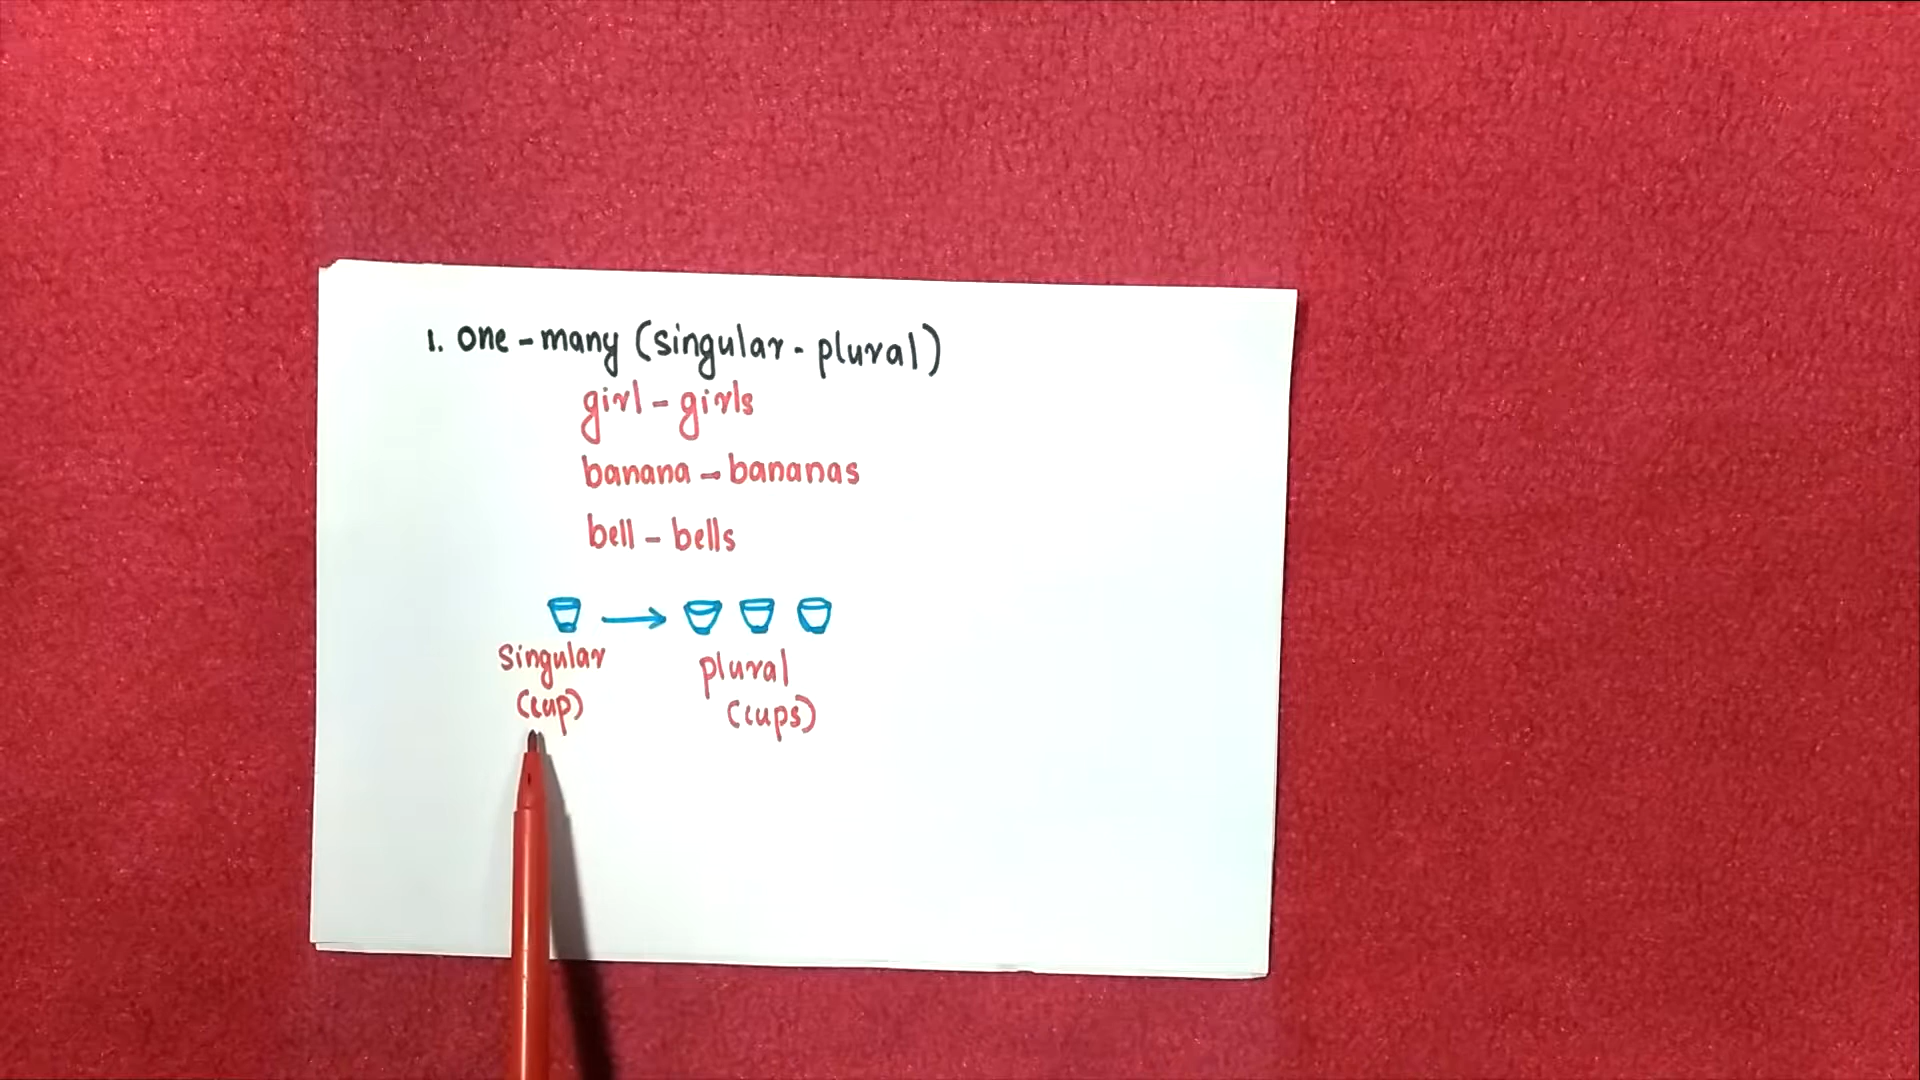 1. one - many (singular - plural)
girl - girls
banana - bananas
bell - bells
singular plural
(cup) (cups)